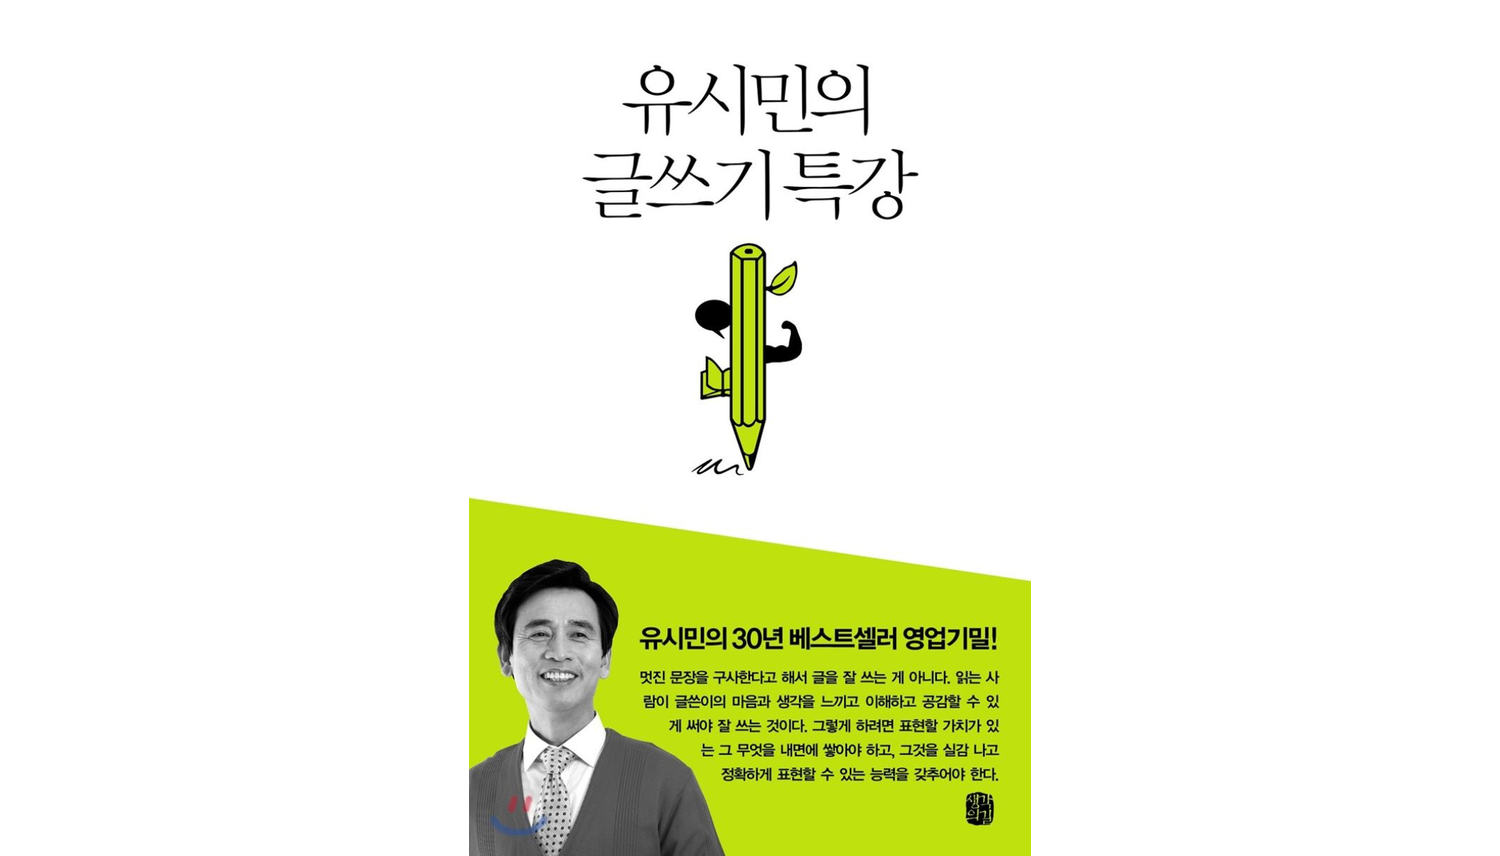 유시민의
글쓰기 특강
유시민의 30년 베스트셀러 영업기밀!
멋진 문장을 구사한다고 해서 글을 잘 쓰는 게 아니다. 읽는 사
람이 글쓴이의 마음과 생각을 느끼고 이해하고 공감할 수 있
게 써야 잘 쓰는 것이다. 그렇게 하려면 표현할 가치가 있
는 그 무엇을 내면에 쌓아야 하고, 그것을 실감 나고
정확하게 표현할 수 있는 능력을 갖추어야 한다.
생각
의길